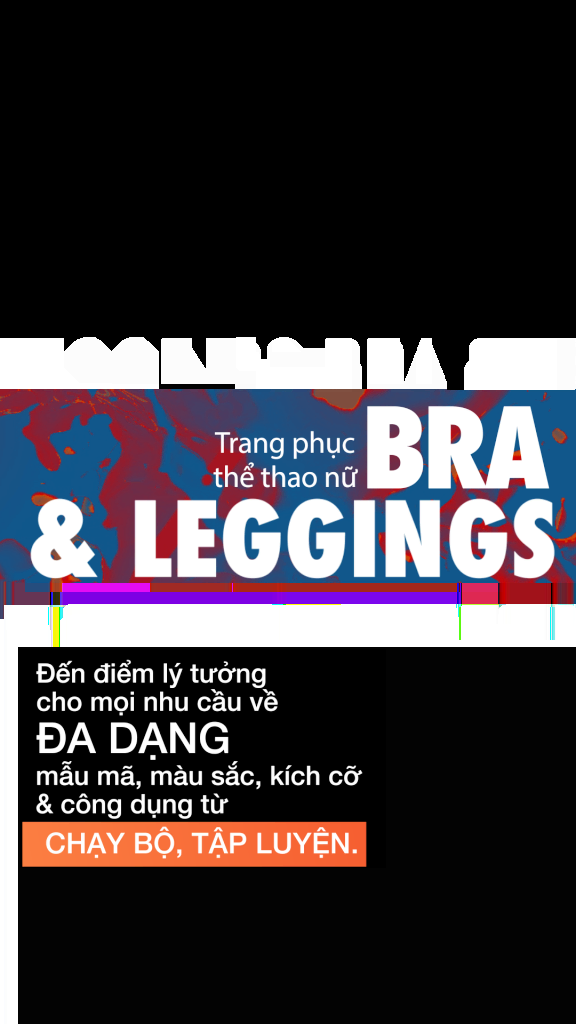 Trang phục
thể thao nữ BRA
& LEGGINGS
Đến điểm lý tưởng
cho mọi nhu cầu về
ĐA DẠNG
mẫu mã, màu sắc, kích cỡ
& công dụng từ
CHẠY BỘ, TẬP LUYỆN.